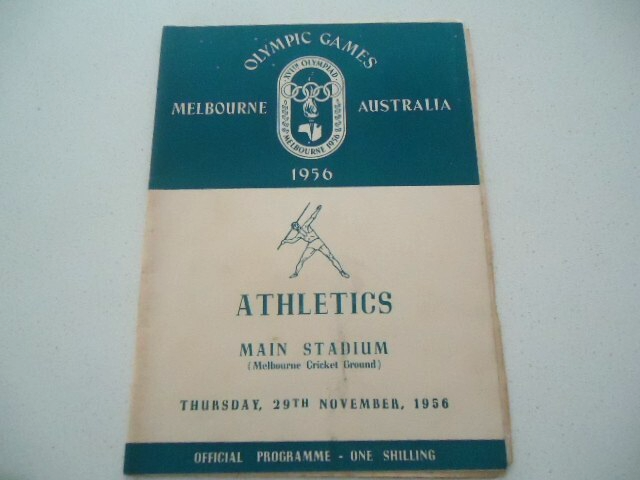 OLYMPIC GAMES
XVITH OLYMPIAD
MELBOURNE AUSTRALIA
MELBOURNE 1956
1956
ATHLETICS
MAIN STADIUM
(Melbourne Cricket Ground)
THURSDAY, 29TH NOVEMBER, 1956
OFFICIAL PROGRAMME - ONE SHILLING